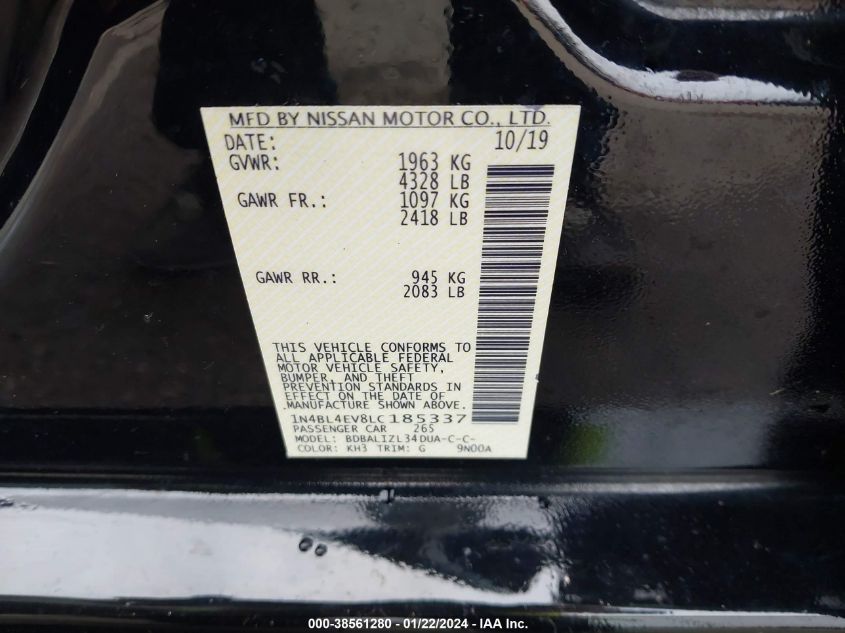 MFD BY NISSAN MOTOR CO., LTD.
DATE: 10/19
GVWR: 1963 KG
4328 LB
GAWR FR.: 1097 KG
2418 LB
GAWR RR.: 945 KG
2083 LB
THIS VEHICLE CONFORMS TO
ALL APPLICABLE FEDERAL
MOTOR VEHICLE SAFETY,
BUMPER, AND THEFT
PREVENTION STANDARDS IN
EFFECT ON THE DATE OF
MANUFACTURE SHOWN ABOVE.
1N4BL4EV8LC185337
PASSENGER CAR 265
MODEL: BDBALIZL34DUA-C-C-
COLOR: KH3 TRIM: G 9N00A
000-38561280 - 01/22/2024 - IAA Inc.